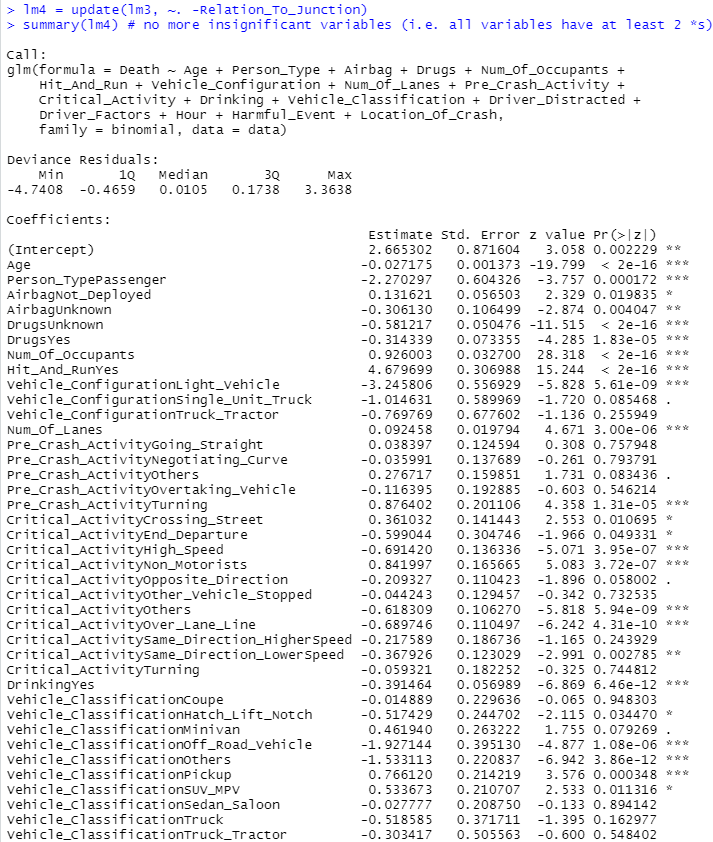 > lm4 = update(lm3, ~. -Relation_To_Junction)
> summary(lm4) # no more insignificant variables (i.e. all variables have at least 2 *s)
Call:
glm(formula = Death ~ Age + Person_Type + Airbag + Drugs + Num_Of_Occupants +
Hit_And_Run + Vehicle_Configuration + Num_Of_Lanes + Pre_Crash_Activity +
Critical_Activity + Drinking + Vehicle_Classification + Driver_Distracted +
Driver_Factors + Hour + Harmful_Event + Location_Of_Crash,
family = binomial, data = data)
Deviance Residuals:
Min 1Q Median 3Q Max
-4.7408 -0.4659 0.0105 0.1738 3.3638
Coefficients:
Estimate Std. Error z value Pr(>|z|)
(Intercept) 2.665302 0.871604 3.058 0.002229 **
Age -0.027175 0.001373 -19.799 < 2e-16 ***
Person_TypePassenger -2.270297 0.604326 -3.757 0.000172 ***
AirbagNot_Deployed 0.131621 0.056503 2.329 0.019835 *
AirbagUnknown -0.306130 0.106499 -2.874 0.004047 **
DrugsUnknown -0.581217 0.050476 -11.515 < 2e-16 ***
DrugsYes -0.314339 0.073355 -4.285 1.83e-05 ***
Num_Of_Occupants 0.926003 0.032700 28.318 < 2e-16 ***
Hit_And_RunYes 4.679699 0.306988 15.244 < 2e-16 ***
Vehicle_ConfigurationLight_Vehicle -3.245806 0.556929 -5.828 5.61e-09 ***
Vehicle_ConfigurationSingle_Unit_Truck -1.014631 0.589969 -1.720 0.085468 .
Vehicle_ConfigurationTruck_Tractor -0.769769 0.677602 -1.136 0.255949
Num_Of_Lanes 0.092458 0.019794 4.671 3.00e-06 ***
Pre_Crash_ActivityGoing_Straight 0.038397 0.124594 0.308 0.757948
Pre_Crash_ActivityNegotiating_Curve -0.035991 0.137689 -0.261 0.793791
Pre_Crash_ActivityOthers 0.276717 0.159851 1.731 0.083436 .
Pre_Crash_ActivityOvertaking_Vehicle -0.116395 0.192885 -0.603 0.546214
Pre_Crash_ActivityTurning 0.876402 0.201106 4.358 1.31e-05 ***
Critical_ActivityCrossing_Street 0.361032 0.141443 2.553 0.010695 *
Critical_ActivityEnd_Departure -0.599044 0.304746 -1.966 0.049331 *
Critical_ActivityHigh_Speed -0.691420 0.136336 -5.071 3.95e-07 ***
Critical_ActivityNon_Motorists 0.841997 0.165665 5.083 3.72e-07 ***
Critical_ActivityOpposite_Direction -0.209327 0.110423 -1.896 0.058002 .
Critical_ActivityOther_Vehicle_Stopped -0.044243 0.129457 -0.342 0.732535
Critical_ActivityOthers -0.618309 0.106270 -5.818 5.94e-09 ***
Critical_ActivityOver_Lane_Line -0.689746 0.110497 -6.242 4.31e-10 ***
Critical_ActivitySame_Direction_HigherSpeed -0.217589 0.186736 -1.165 0.243929
Critical_ActivitySame_Direction_LowerSpeed -0.367926 0.123029 -2.991 0.002785 **
Critical_ActivityTurning -0.059321 0.182252 -0.325 0.744812
DrinkingYes -0.391464 0.056989 -6.869 6.46e-12 ***
Vehicle_ClassificationCoupe -0.014889 0.229636 -0.065 0.948303
Vehicle_ClassificationHatch_Lift_Notch -0.517429 0.244702 -2.115 0.034470 *
Vehicle_ClassificationMinivan 0.461940 0.263222 1.755 0.079269 .
Vehicle_ClassificationOff_Road_Vehicle -1.927144 0.395130 -4.877 1.08e-06 ***
Vehicle_ClassificationOthers -1.533113 0.220837 -6.942 3.86e-12 ***
Vehicle_ClassificationPickup 0.766120 0.214219 3.576 0.000348 ***
Vehicle_ClassificationSUV_MPV 0.533673 0.210707 2.533 0.011316 *
Vehicle_ClassificationSedan_Saloon -0.027777 0.208750 -0.133 0.894142
Vehicle_ClassificationTruck -0.518585 0.371711 -1.395 0.162977
Vehicle_ClassificationTruck_Tractor -0.303417 0.505563 -0.600 0.548402